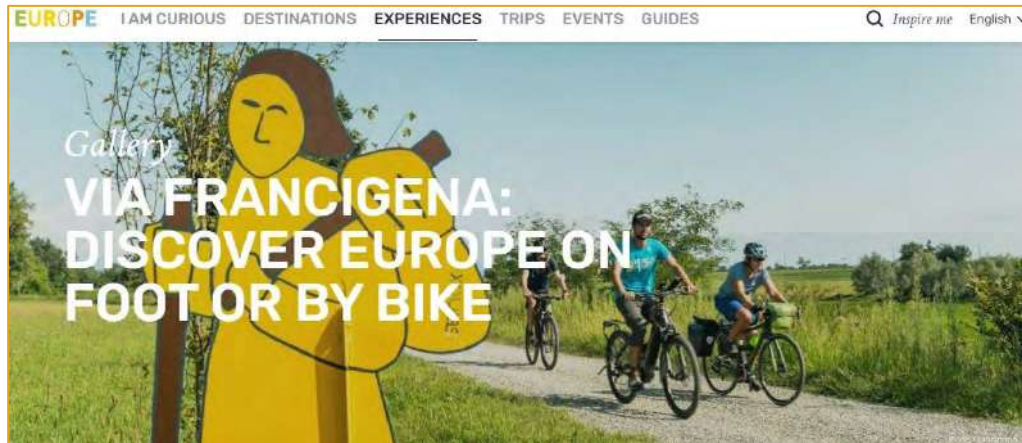 EUROPE I AM CURIOUS DESTINATIONS EXPERIENCES TRIPS EVENTS GUIDES Inspire me English
Gallery
VIA FRANCIGENA:
DISCOVER EUROPE ON
FOOT OR BY BIKE